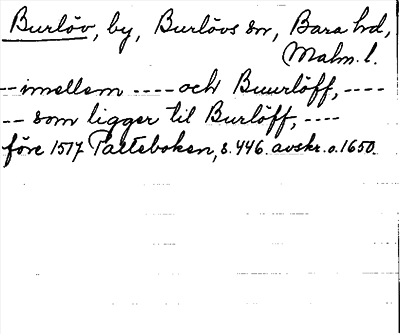 Burlöv, by, Burlövs sn, Bara hd,
Malm. l.
-- imellem ---- och Buurlöff, ----
-- som ligger til Burlöff, ----
före 1517 Palteboken, s. 446. avskr. o. 1650.